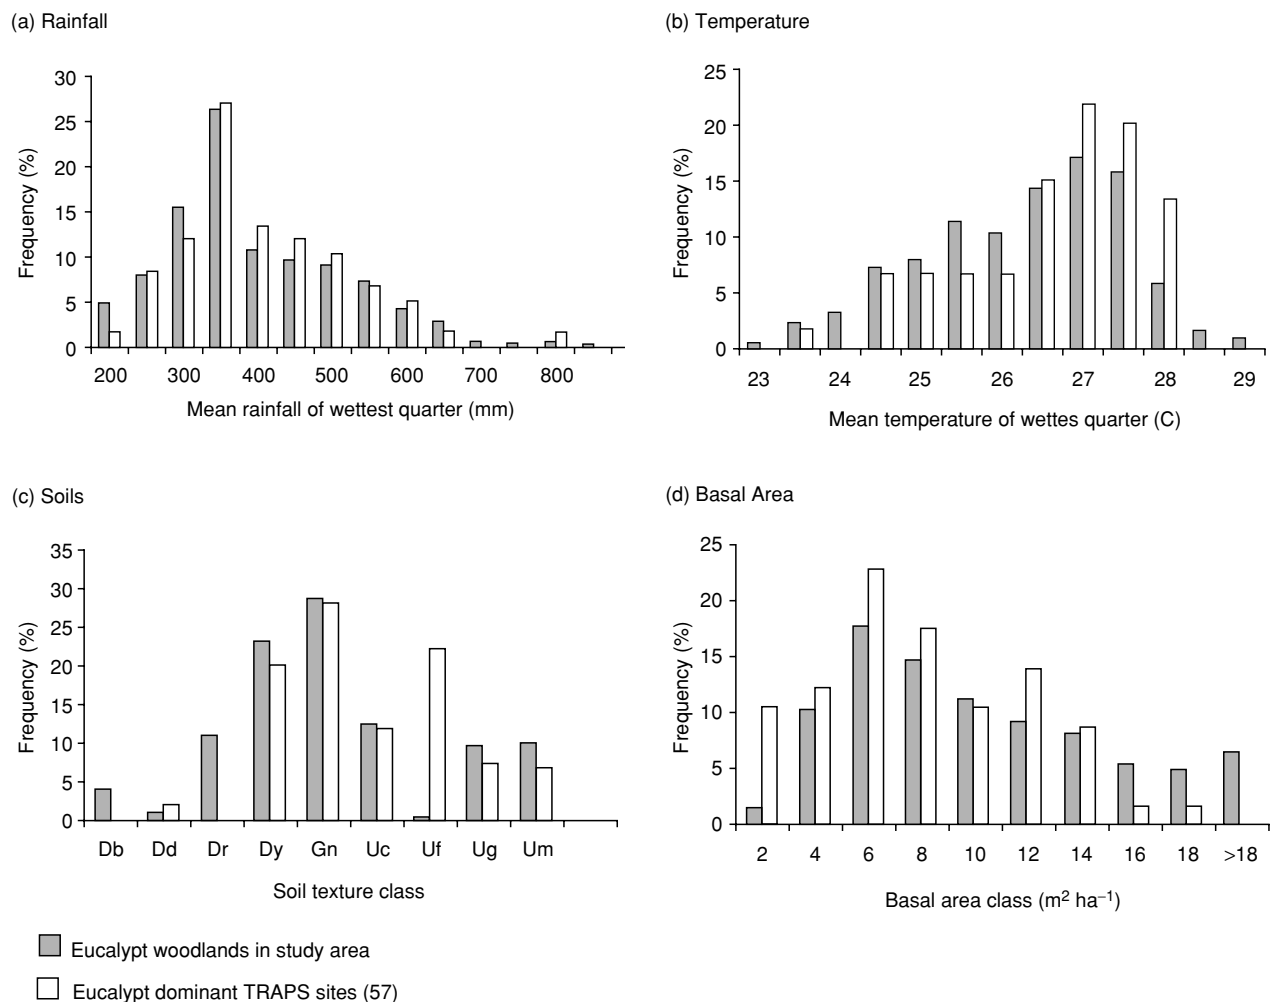 (a) Rainfall
30
25
20
15
10
5
0
Frequency (%)
200 300 400 500 600 700 800
Mean rainfall of wettest quarter (mm)
(b) Temperature
25
20
15
10
5
0
Frequency (%)
23 24 25 26 27 28 29
Mean temperature of wettes quarter (C)
(c) Soils
35
30
25
20
15
10
5
0
Frequency (%)
Db Dd Dr Dy Gn Uc Uf Ug Um
Soil texture class
(d) Basal Area
25
20
15
10
5
0
Frequency (%)
2 4 6 8 10 12 14 16 18 >18
Basal area class (m² ha⁻¹)
Eucalypt woodlands in study area
Eucalypt dominant TRAPS sites (57)